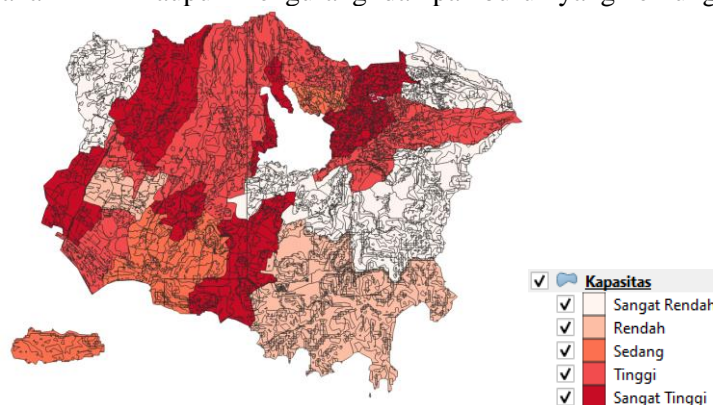 Kapasitas
Sangat Rendah
Rendah
Sedang
Tinggi
Sangat Tinggi